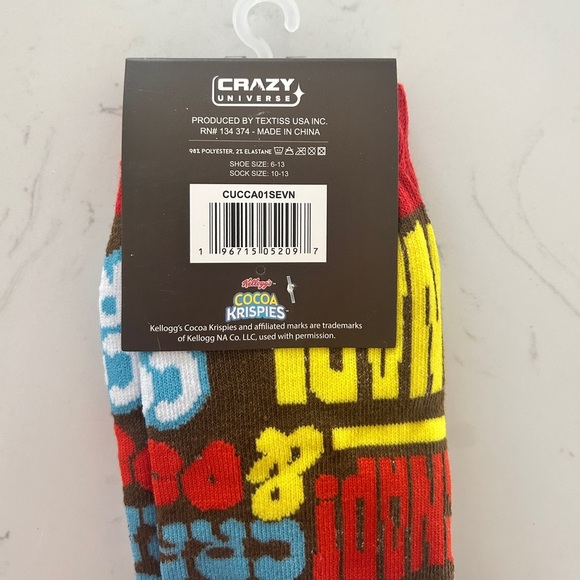 CRAZY
UNIVERSE
PRODUCED BY TEXTISS USA INC.
RN# 134 374 - MADE IN CHINA
98% POLYESTER, 2% ELASTANE
SHOE SIZE: 6-13
SOCK SIZE: 10-13
CUCCA01SEVN
1 96715 05209 7
Kellogg's
COCOA
KRISPIES
Kellogg's Cocoa Krispies and affiliated marks are trademarks
of Kellogg NA Co. LLC, used with permission.